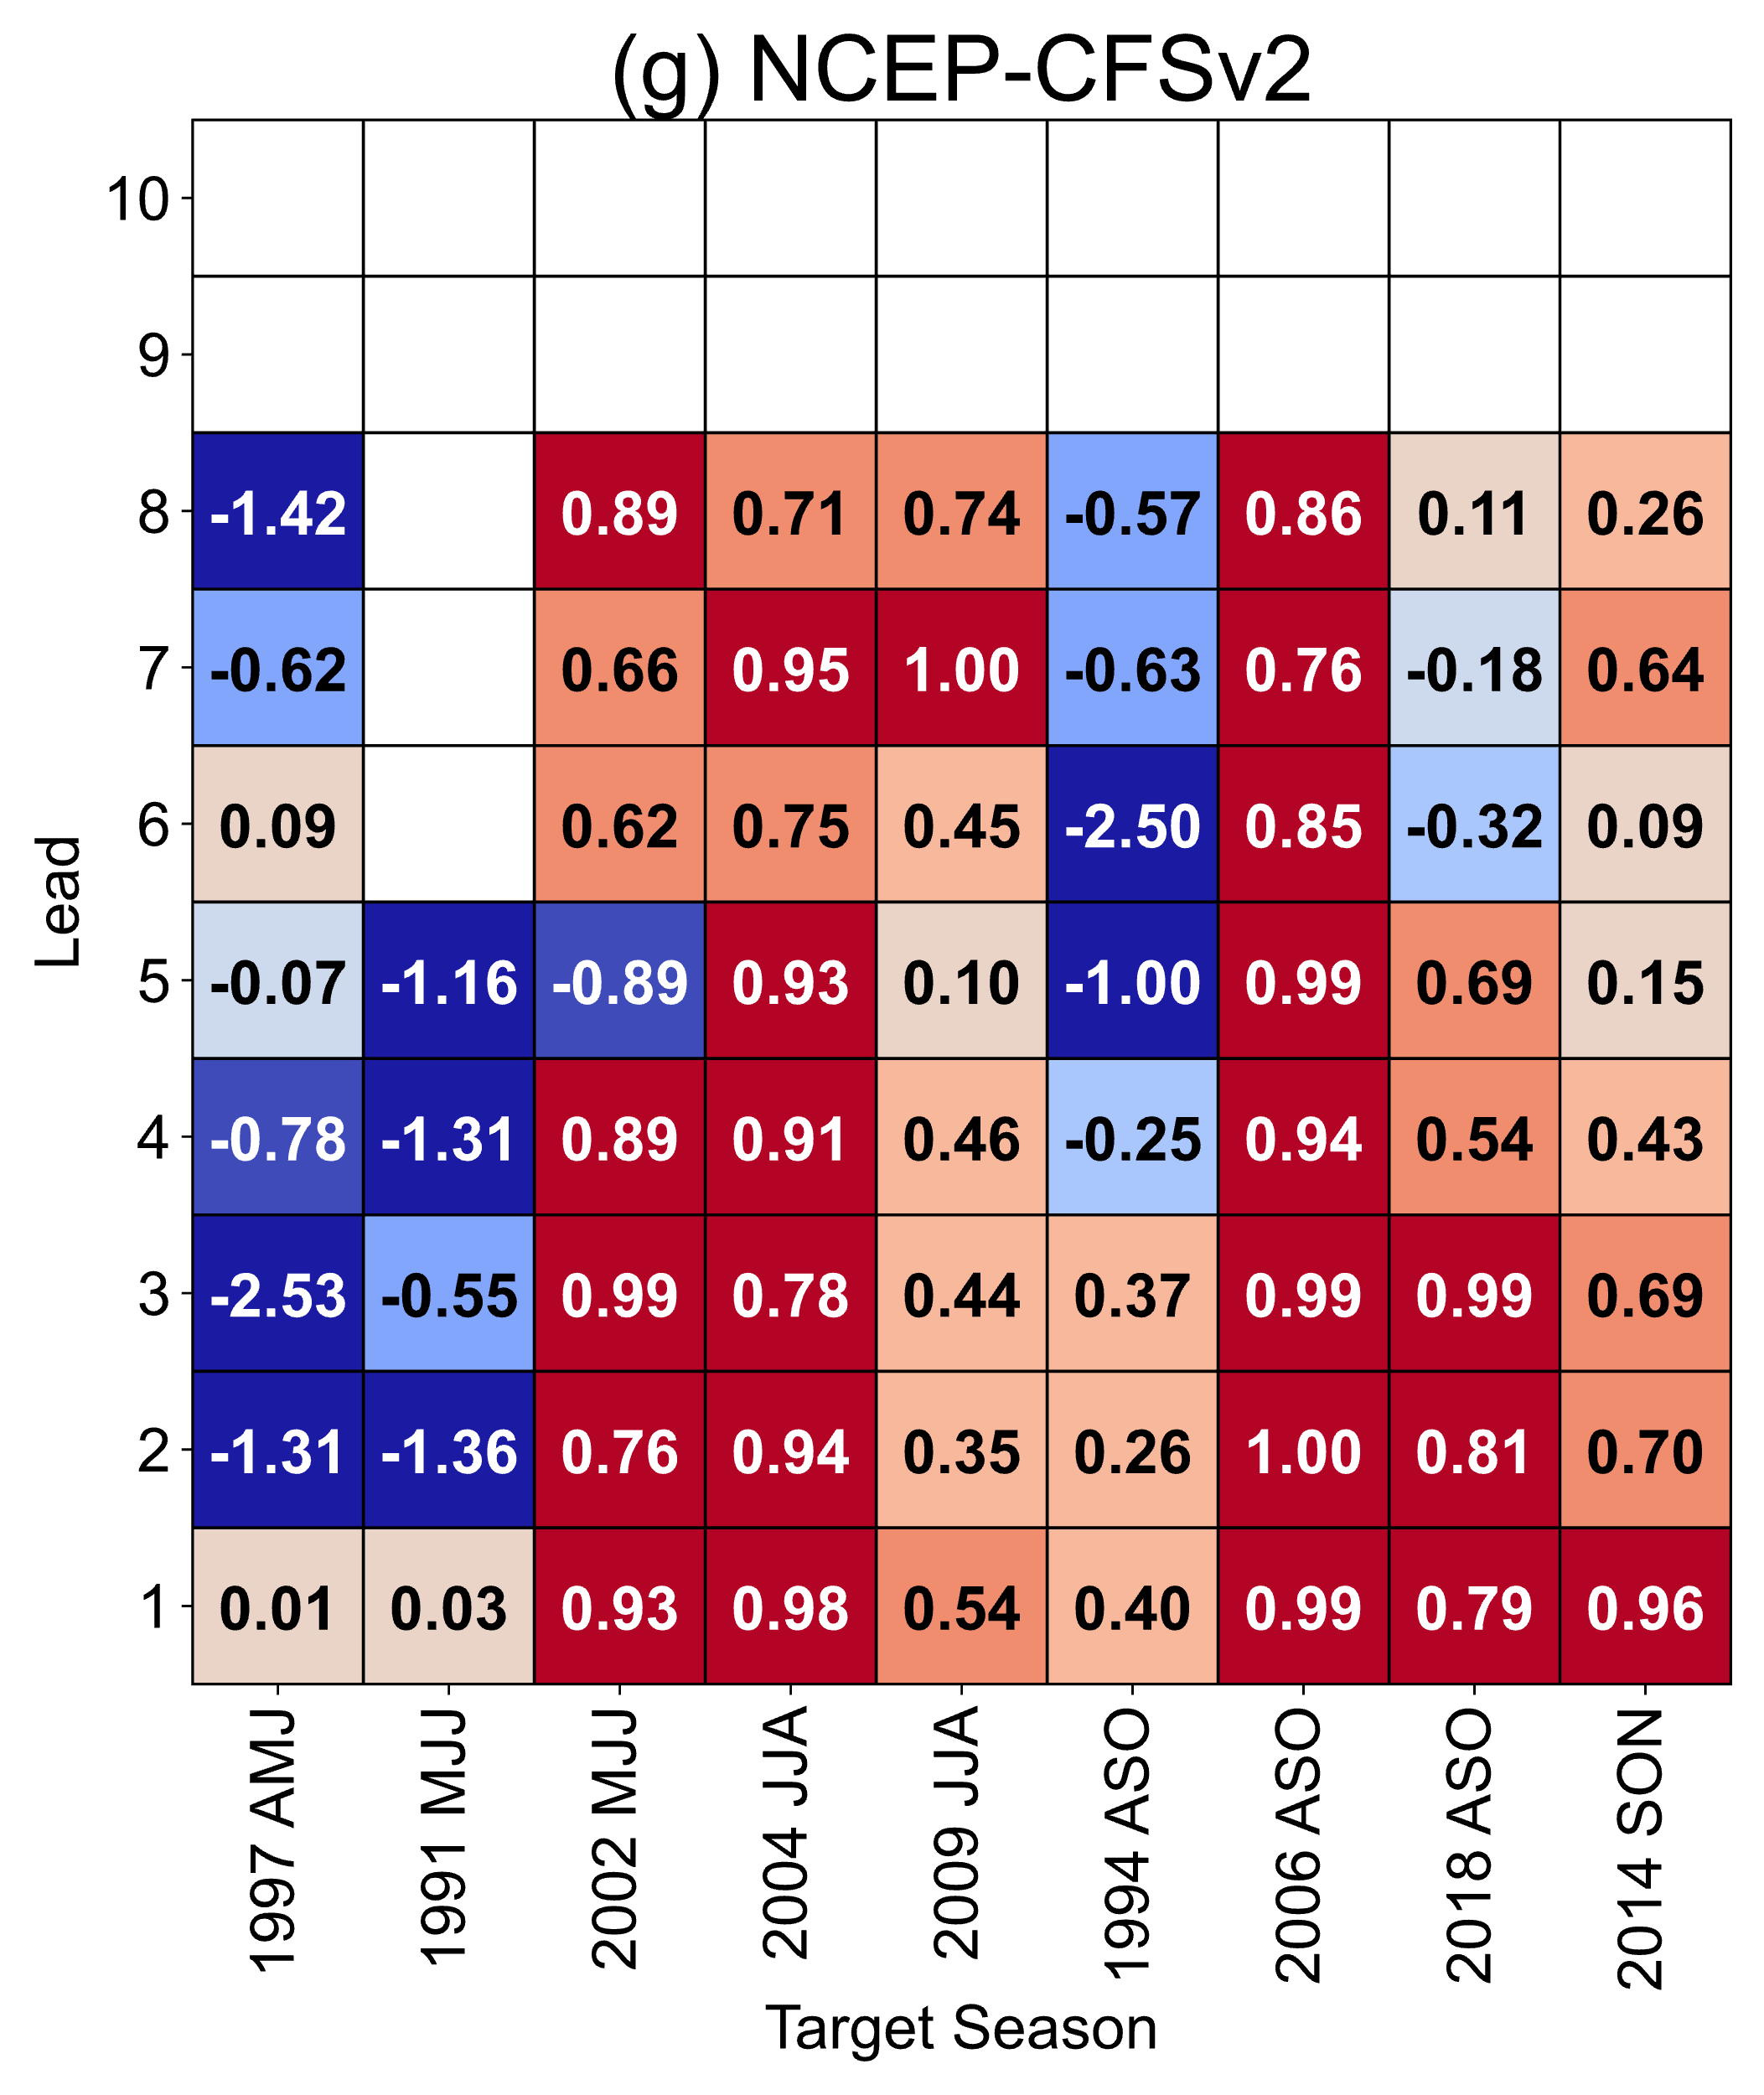 (g) NCEP-CFSv2
10
9
8 -1.42 0.89 0.71 0.74 -0.57 0.86 0.11 0.26
7 -0.62 0.66 0.95 1.00 -0.63 0.76 -0.18 0.64
6 0.09 0.62 0.75 0.45 -2.50 0.85 -0.32 0.09
5 -0.07 -1.16 -0.89 0.93 0.10 -1.00 0.99 0.69 0.15
4 -0.78 -1.31 0.89 0.91 0.46 -0.25 0.94 0.54 0.43
3 -2.53 -0.55 0.99 0.78 0.44 0.37 0.99 0.99 0.69
2 -1.31 -1.36 0.76 0.94 0.35 0.26 1.00 0.81 0.70
1 0.01 0.03 0.93 0.98 0.54 0.40 0.99 0.79 0.96
Lead
1997 AMJ
1991 MJJ
2002 MJJ
2004 JJA
2009 JJA
1994 ASO
2006 ASO
2018 ASO
2014 SON
Target Season